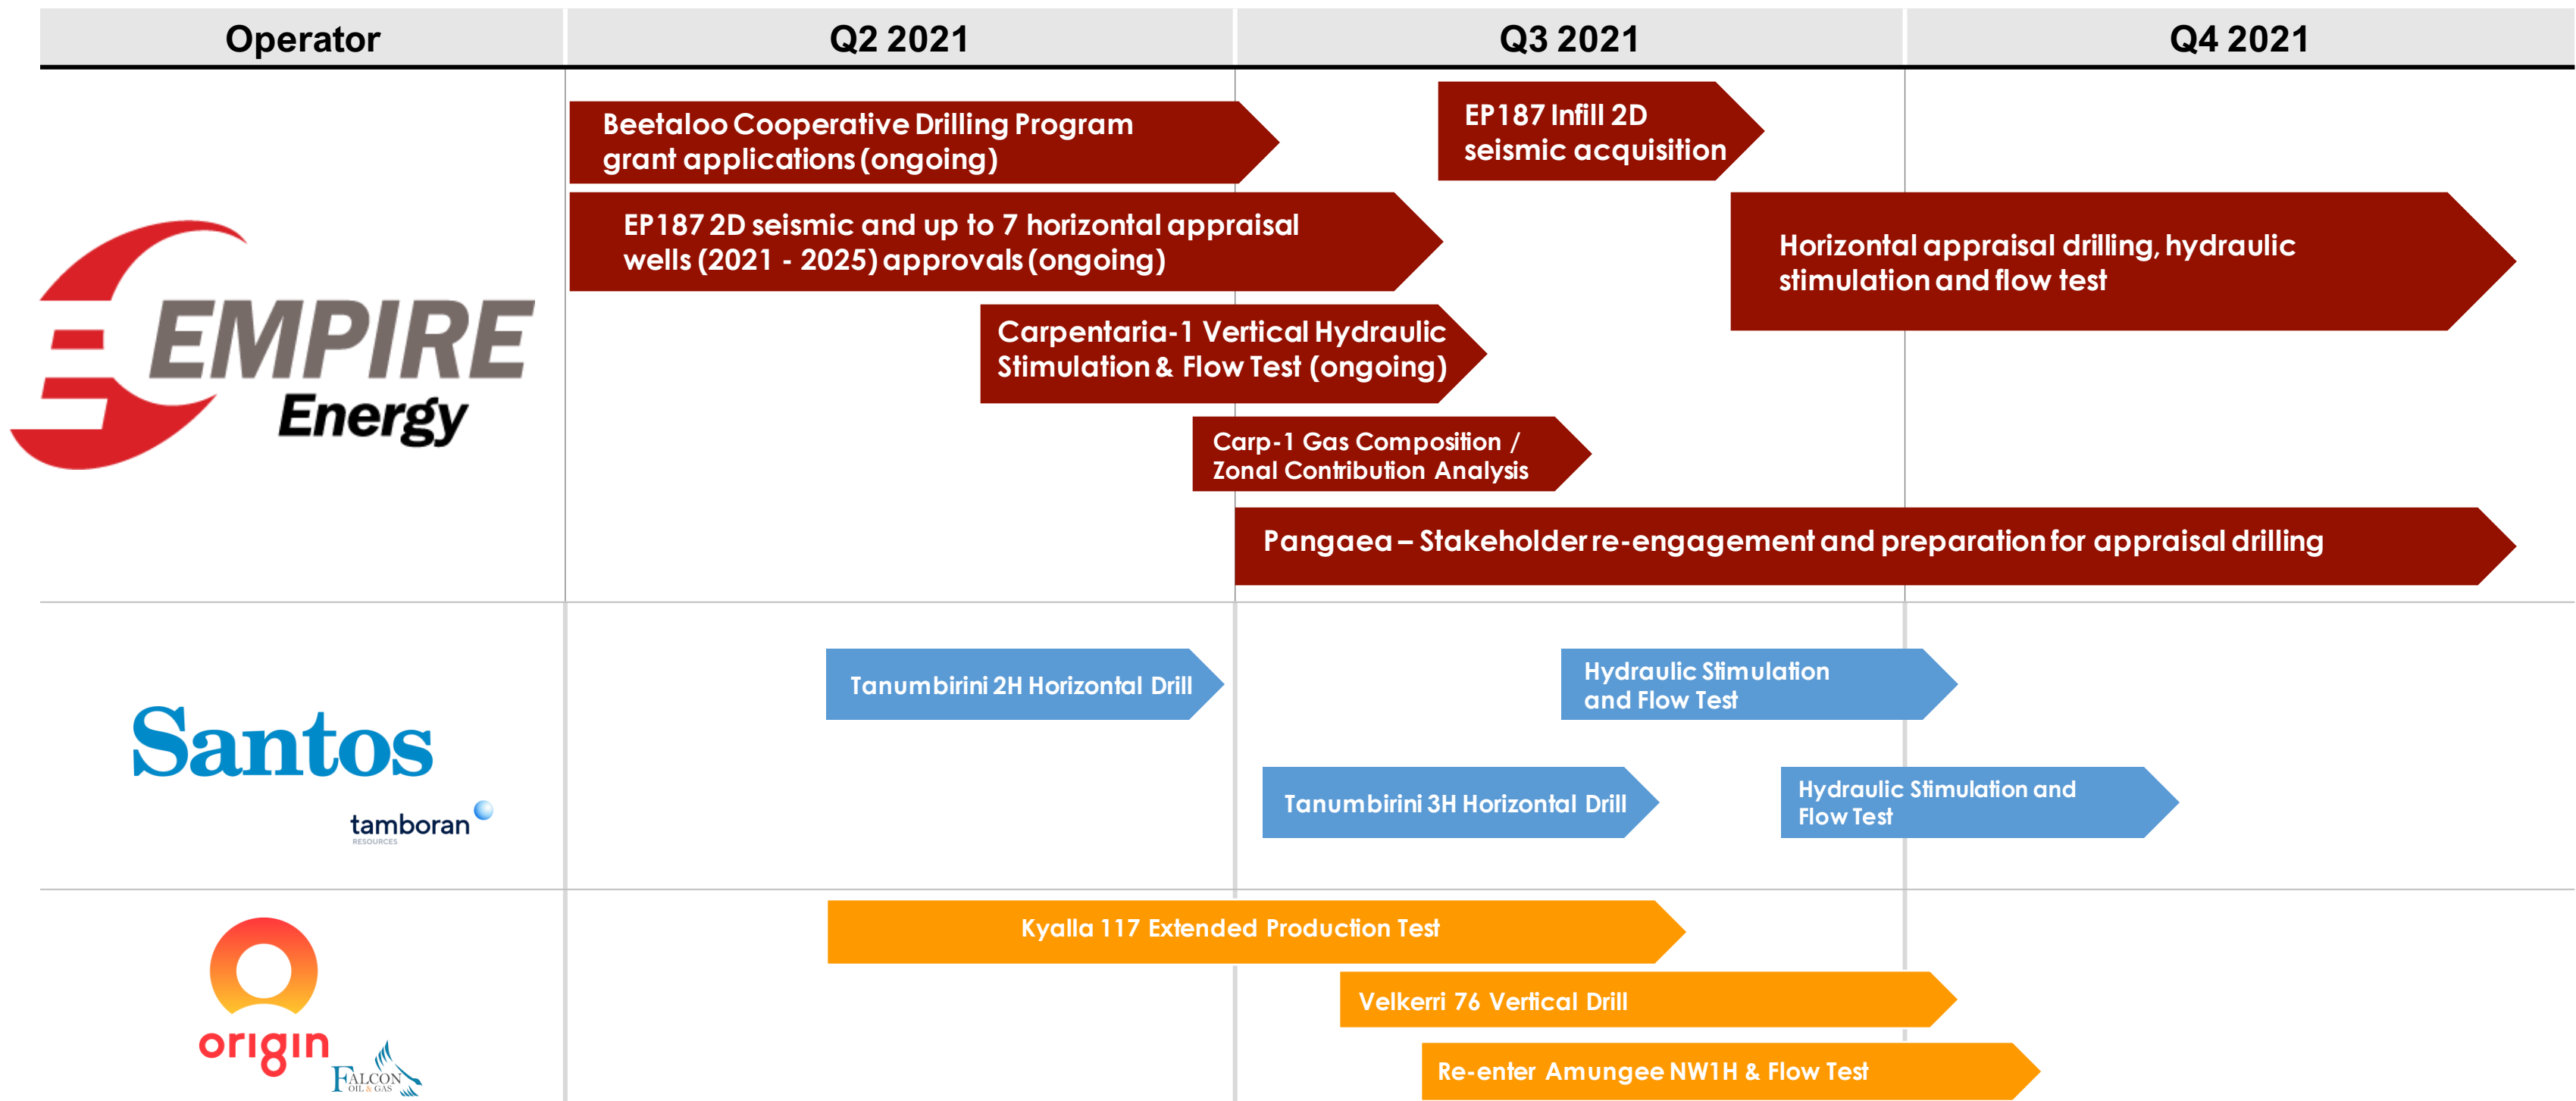 Operator
Q2 2021
Q3 2021
Q4 2021
EMPIRE
Energy
Beetaloo Cooperative Drilling Program
grant applications (ongoing)
EP187 Infill 2D
seismic acquisition
EP187 2D seismic and up to 7 horizontal appraisal
wells (2021 - 2025) approvals (ongoing)
Horizontal appraisal drilling, hydraulic
stimulation and flow test
Carpentaria-1 Vertical Hydraulic
Stimulation & Flow Test (ongoing)
Carp-1 Gas Composition /
Zonal Contribution Analysis
Pangaea – Stakeholder re-engagement and preparation for appraisal drilling
Santos
tamboran
RESOURCES
Tanumbirini 2H Horizontal Drill
Hydraulic Stimulation
and Flow Test
Tanumbirini 3H Horizontal Drill
Hydraulic Stimulation and
Flow Test
origin
FALCON
OIL & GAS
Kyalla 117 Extended Production Test
Velkerri 76 Vertical Drill
Re-enter Amungee NW1H & Flow Test